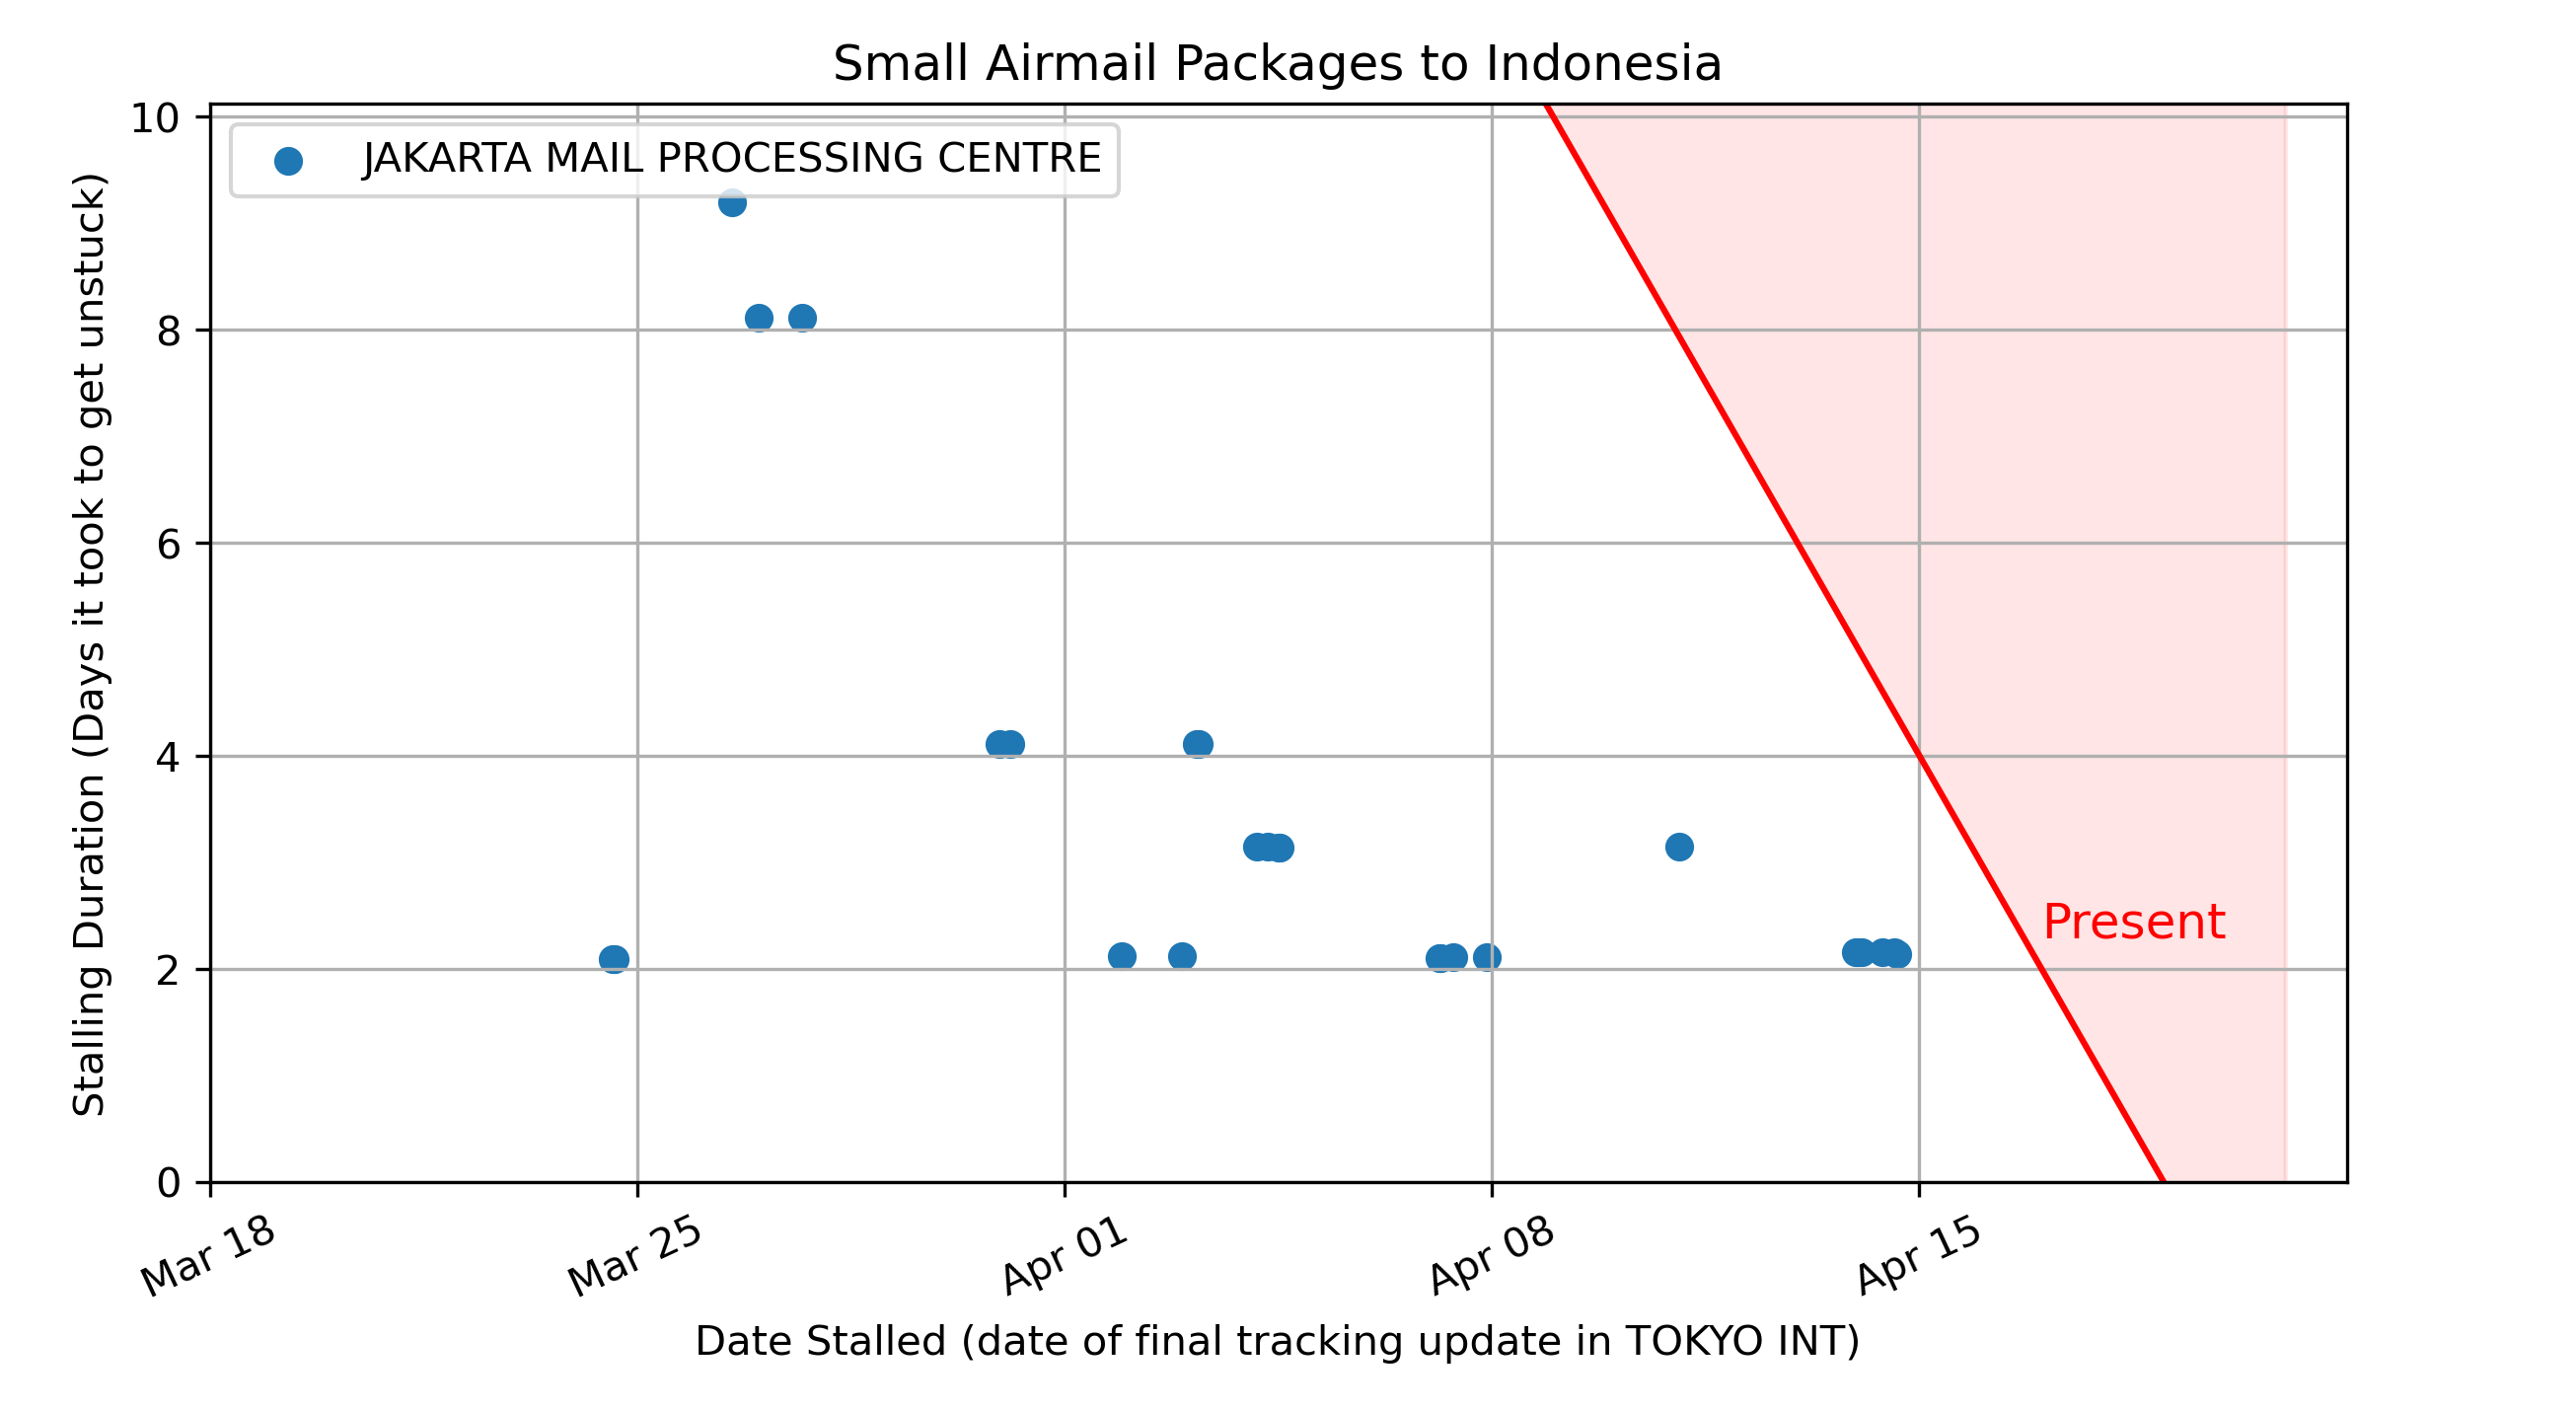 Small Airmail Packages to Indonesia
JAKARTA MAIL PROCESSING CENTRE
Stalling Duration (Days it took to get unstuck)
10
8
6
4
2
0
Present
Mar 18
Mar 25
Apr 01
Apr 08
Apr 15
Date Stalled (date of final tracking update in TOKYO INT)